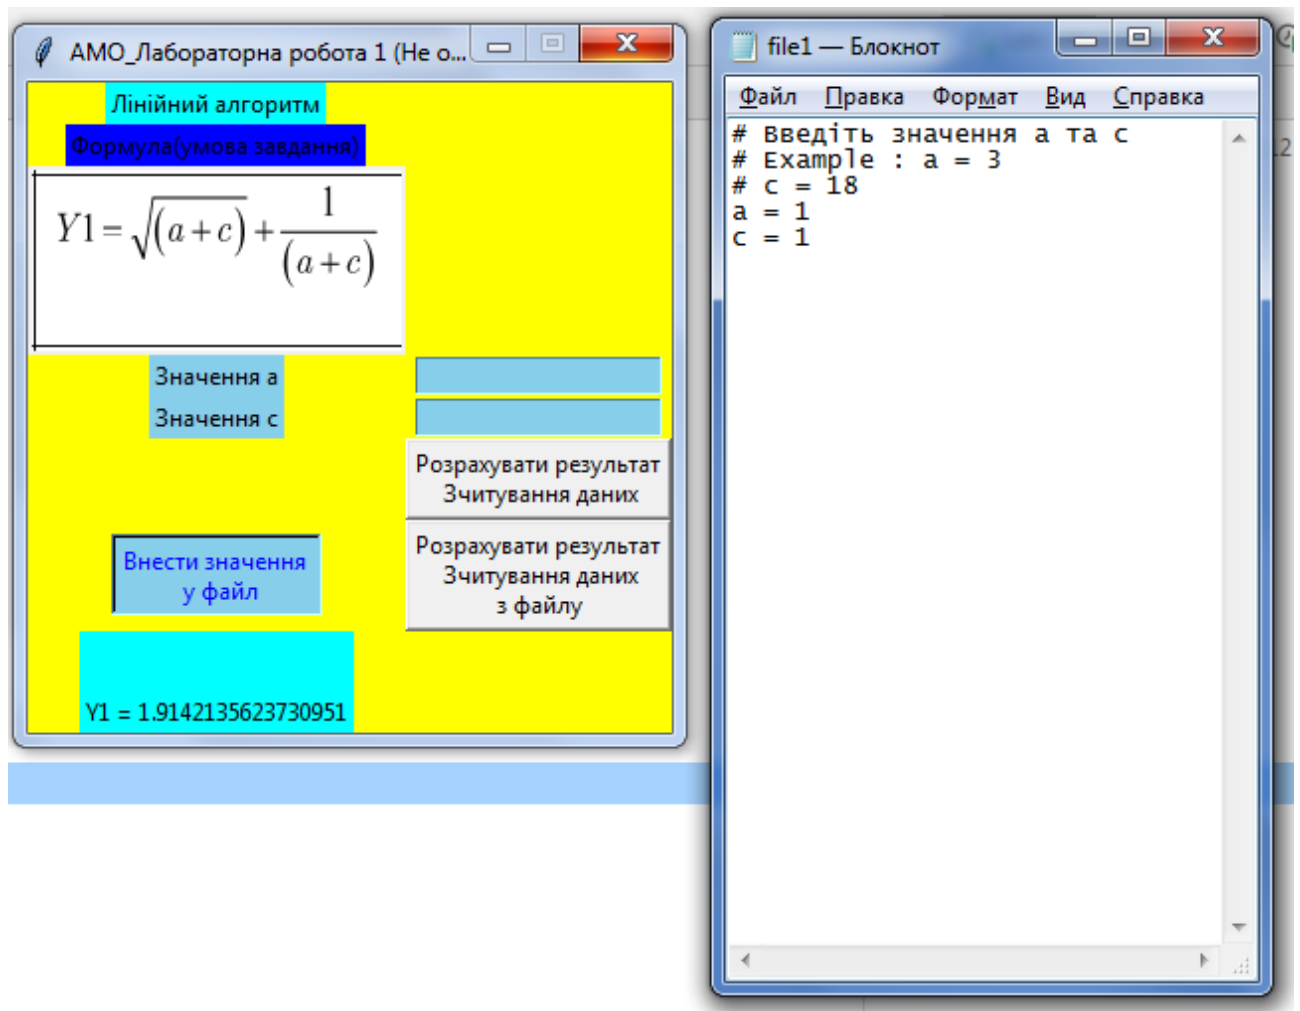 АМО_Лабораторна робота 1 (Не о...
Лінійний алгоритм
Формула(умова завдання)
Y1 = √(a+c) + 1/(a+c)
Значення a
Значення c
Розрахувати результат
Зчитування даних
Внести значення
у файл
Розрахувати результат
Зчитування даних
з файлу
Y1 = 1.9142135623730951
file1 — Блокнот
Файл Правка Формат Вид Справка
# Введіть значення a та c
# Example : a = 3
# c = 18
a = 1
c = 1
12